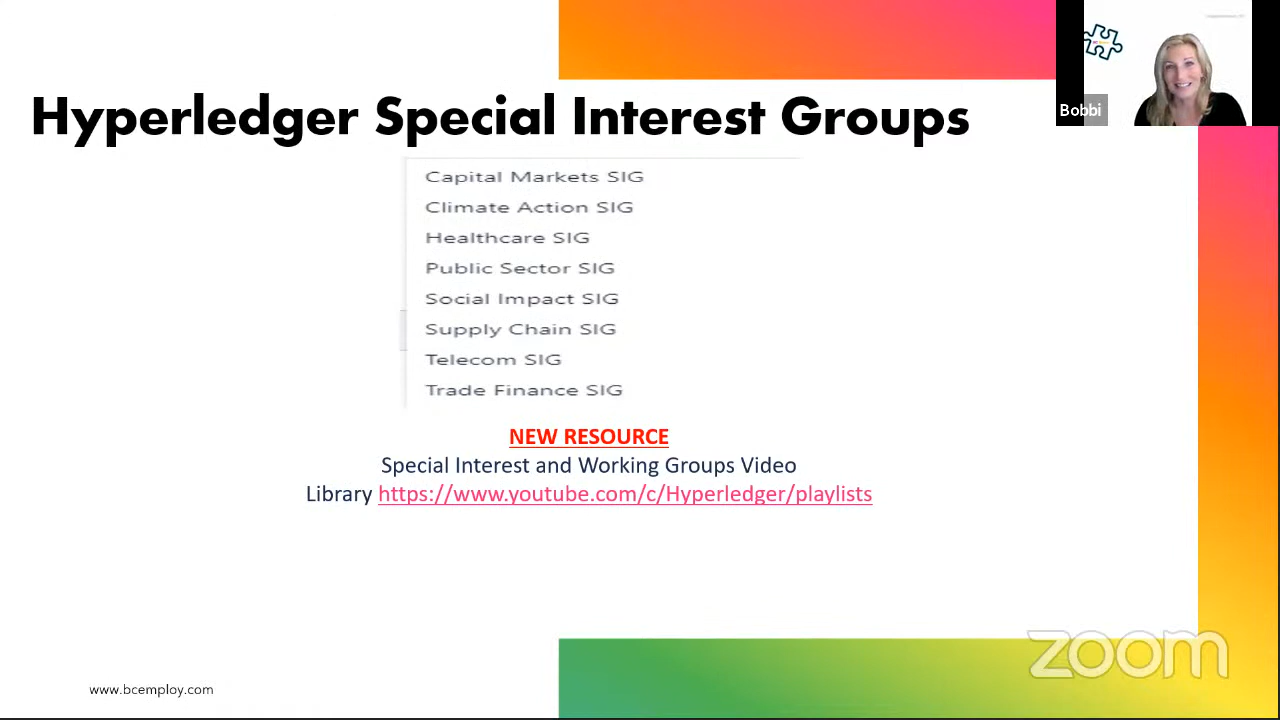 Hyperledger Special Interest Groups
Bobbi
Capital Markets SIG
Climate Action SIG
Healthcare SIG
Public Sector SIG
Social Impact SIG
Supply Chain SIG
Telecom SIG
Trade Finance SIG
NEW RESOURCE
Special Interest and Working Groups Video
Library https://www.youtube.com/c/Hyperledger/playlists
zoom
www.bcemploy.com